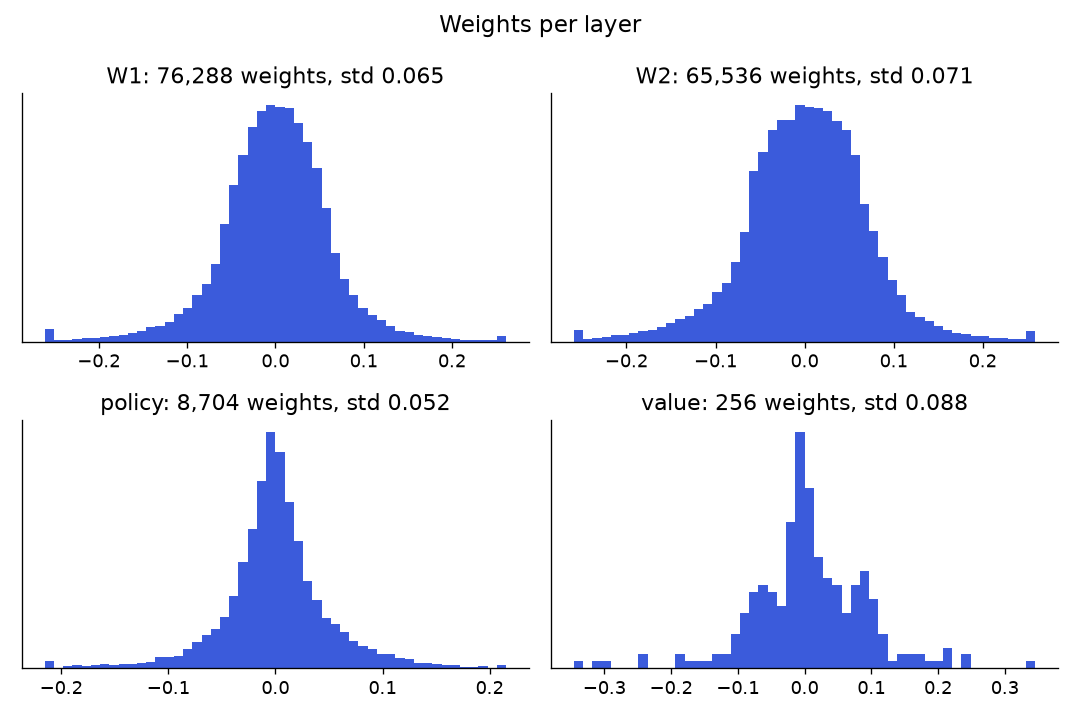 Weights per layer
W1: 76,288 weights, std 0.065
W2: 65,536 weights, std 0.071
−0.2 −0.1 0.0 0.1 0.2
−0.2 −0.1 0.0 0.1 0.2
policy: 8,704 weights, std 0.052
value: 256 weights, std 0.088
−0.2 −0.1 0.0 0.1 0.2
−0.3 −0.2 −0.1 0.0 0.1 0.2 0.3